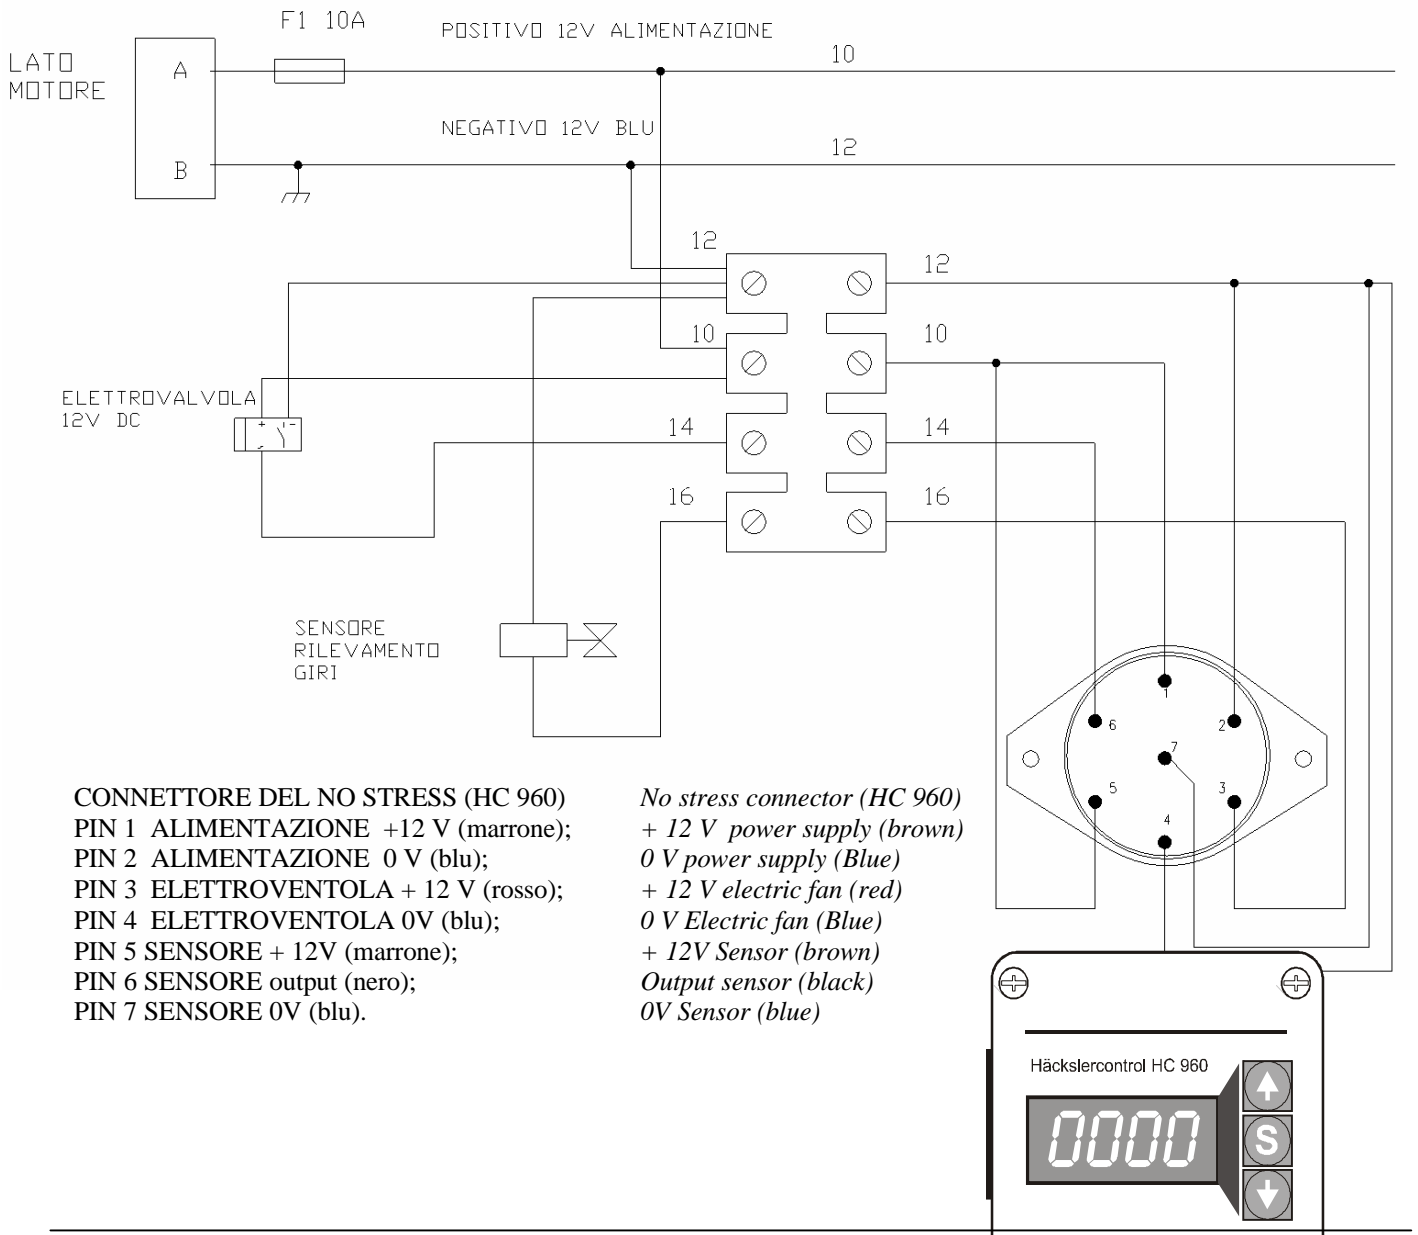 F1 10A
POSITIVO 12V ALIMENTAZIONE
10
LATO
MOTORE
A
NEGATIVO 12V BLU
12
B
12
12
10
10
ELETTROVALVOLA
12V DC
+
-
14
14
16
16
SENSORE
RILEVAMENTO
GIRI
1
6
2
7
5
3
4
CONNETTORE DEL NO STRESS (HC 960)
PIN 1 ALIMENTAZIONE +12 V (marrone);
PIN 2 ALIMENTAZIONE 0 V (blu);
PIN 3 ELETTROVENTOLA + 12 V (rosso);
PIN 4 ELETTROVENTOLA 0V (blu);
PIN 5 SENSORE + 12V (marrone);
PIN 6 SENSORE output (nero);
PIN 7 SENSORE 0V (blu).
No stress connector (HC 960)
+ 12 V power supply (brown)
0 V power supply (Blue)
+ 12 V electric fan (red)
0 V Electric fan (Blue)
+ 12V Sensor (brown)
Output sensor (black)
0V Sensor (blue)
Häckslercontrol HC 960
0000
S